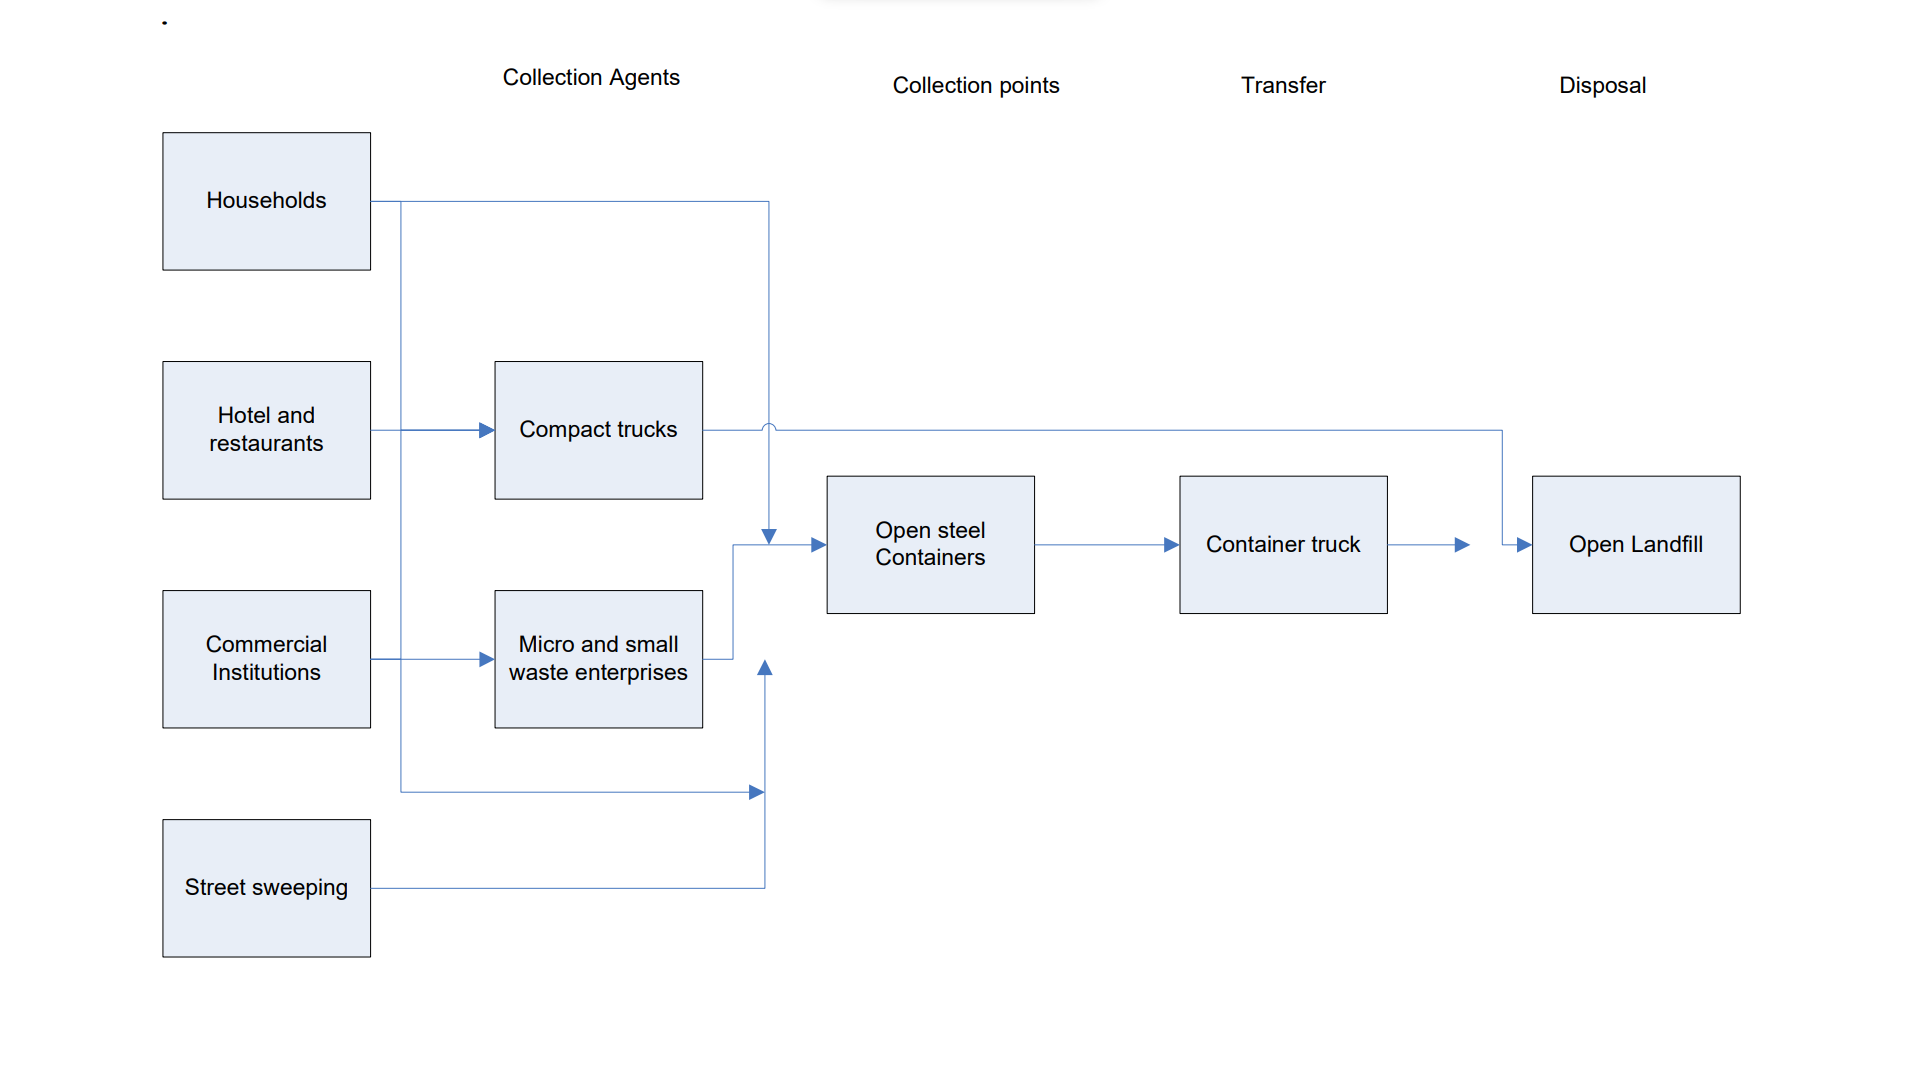 Collection Agents
Collection points
Transfer
Disposal
Households
Hotel and
restaurants
Compact trucks
Open steel
Containers
Container truck
Open Landfill
Commercial
Institutions
Micro and small
waste enterprises
Street sweeping